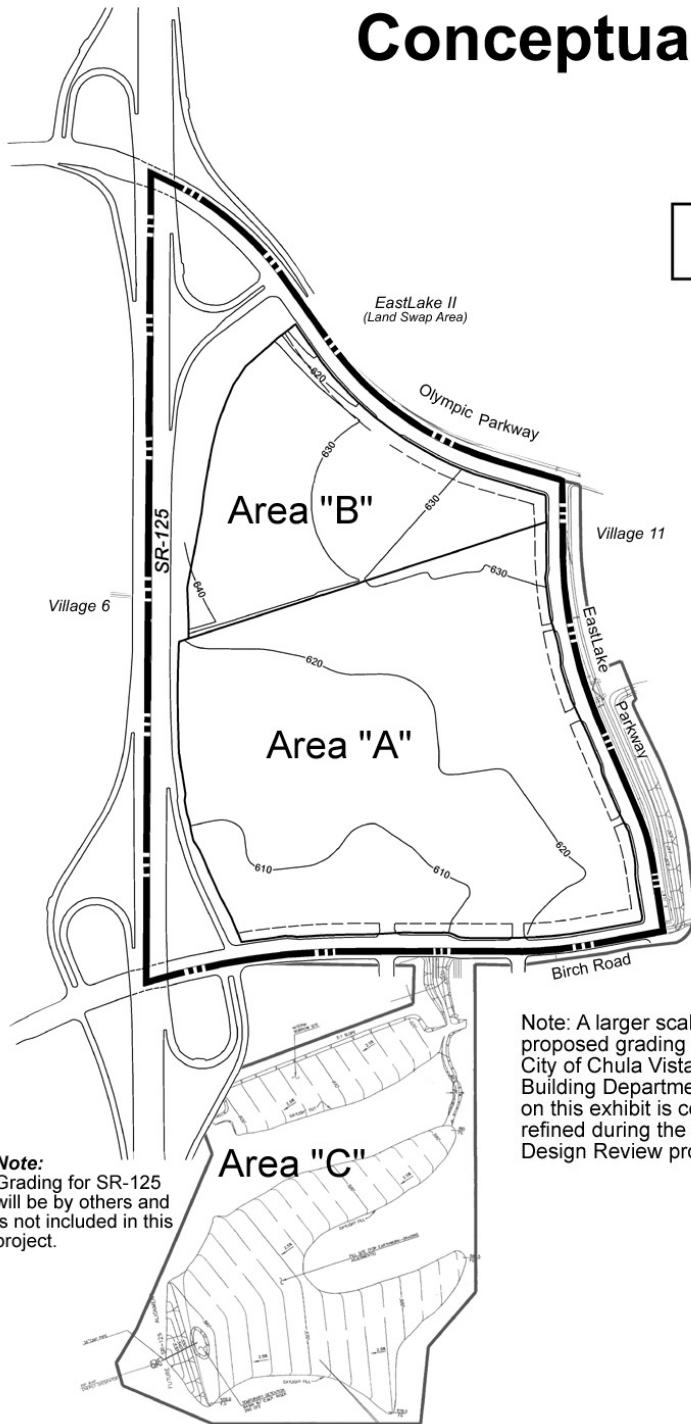 Conceptua
EastLake II
(Land Swap Area)
Olympic Parkway
620
630
630
Area "B"
SR-125
Village 11
Village 6
640
630
EastLake
Parkway
620
Area "A"
620
610
610
Birch Road
Note: A larger scal
proposed grading
City of Chula Vista
Building Departme
on this exhibit is co
refined during the
Design Review pro
Area "C"
Note:
Grading for SR-125
will be by others and
is not included in this
project.